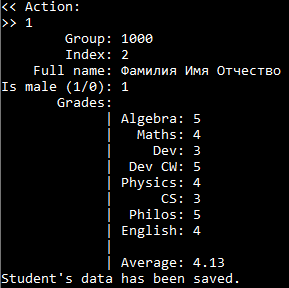 << Action:
>> 1
Group: 1000
Index: 2
Full name: Фамилия Имя Отчество
Is male (1/0): 1
Grades:
| Algebra: 5
| Maths: 4
| Dev: 3
| Dev CW: 5
| Physics: 4
| CS: 3
| Philos: 5
| English: 4
|
| Average: 4.13
Student's data has been saved.